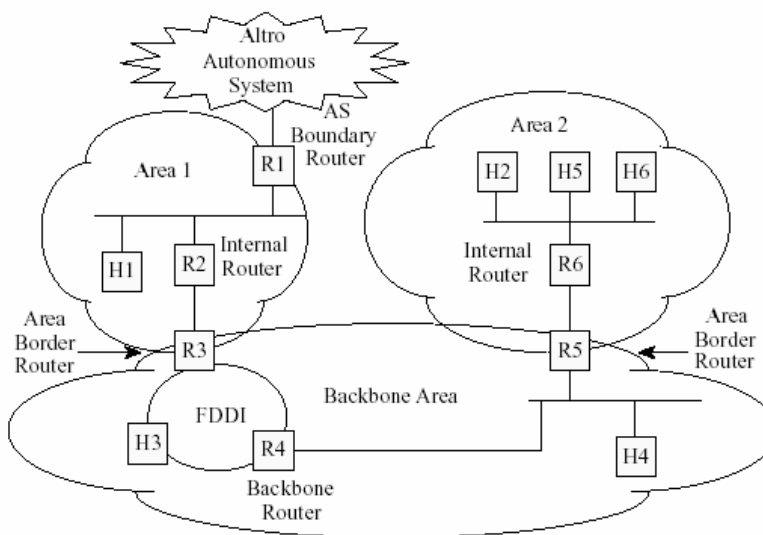 Altro
Autonomous
System
AS
Boundary
Router
R1
Area 1
Area 2
H2 H5 H6
H1
R2
Internal
Router
Internal
Router
R6
Area
Border
Router
R3
R5
Area
Border
Router
Backbone Area
FDDI
H3
R4
H4
Backbone
Router